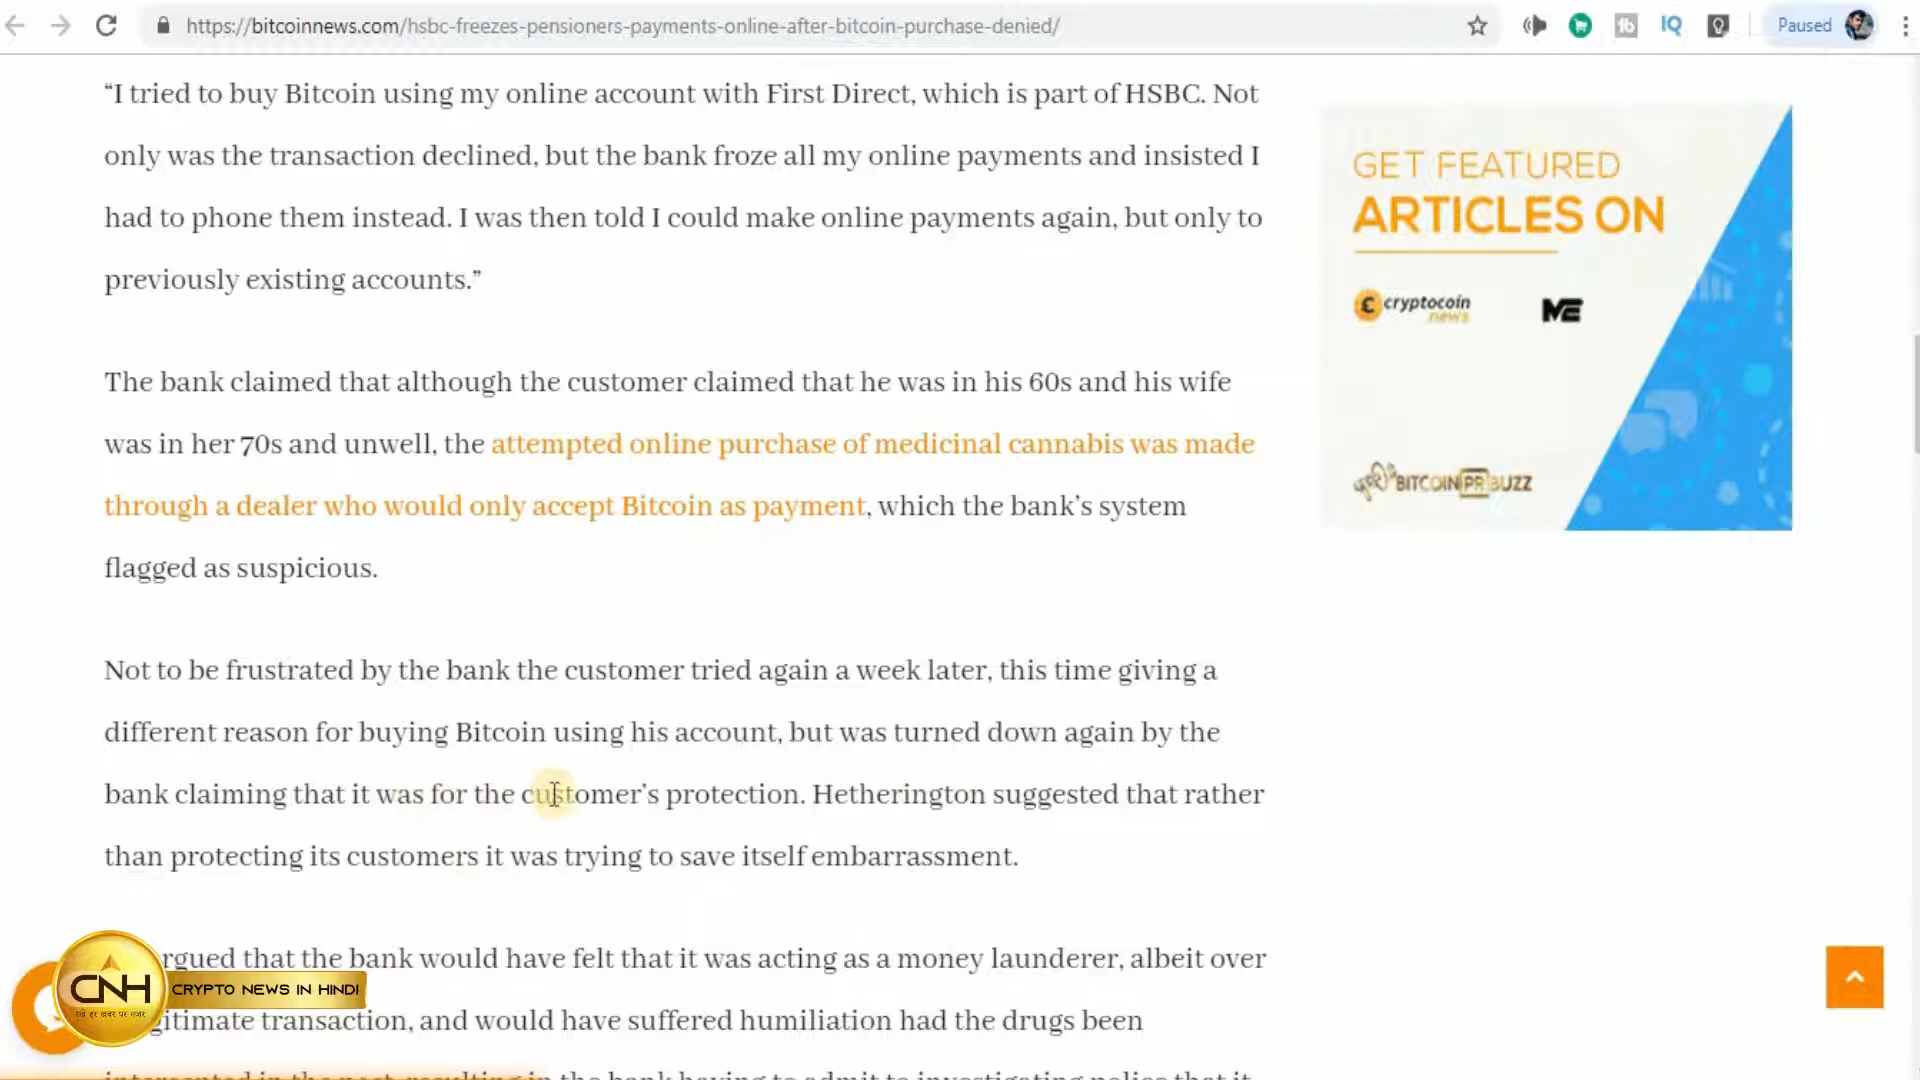 https://bitcoinnews.com/hsbc-freezes-pensioners-payments-online-after-bitcoin-purchase-denied/
Paused
“I tried to buy Bitcoin using my online account with First Direct, which is part of HSBC. Not
only was the transaction declined, but the bank froze all my online payments and insisted I
had to phone them instead. I was then told I could make online payments again, but only to
previously existing accounts.”
The bank claimed that although the customer claimed that he was in his 60s and his wife
was in her 70s and unwell, the attempted online purchase of medicinal cannabis was made
through a dealer who would only accept Bitcoin as payment, which the bank’s system
flagged as suspicious.
Not to be frustrated by the bank the customer tried again a week later, this time giving a
different reason for buying Bitcoin using his account, but was turned down again by the
bank claiming that it was for the customer’s protection. Hetherington suggested that rather
than protecting its customers it was trying to save itself embarrassment.
rgued that the bank would have felt that it was acting as a money launderer, albeit over
gitimate transaction, and would have suffered humiliation had the drugs been
the bank having to admit to investigating police that it
GET FEATURED
ARTICLES ON
cryptocoin
.news
ME
BITCOIN PR BUZZ
CNH
CRYPTO NEWS IN HINDI
रखे हर खबर पर नजर
IQ